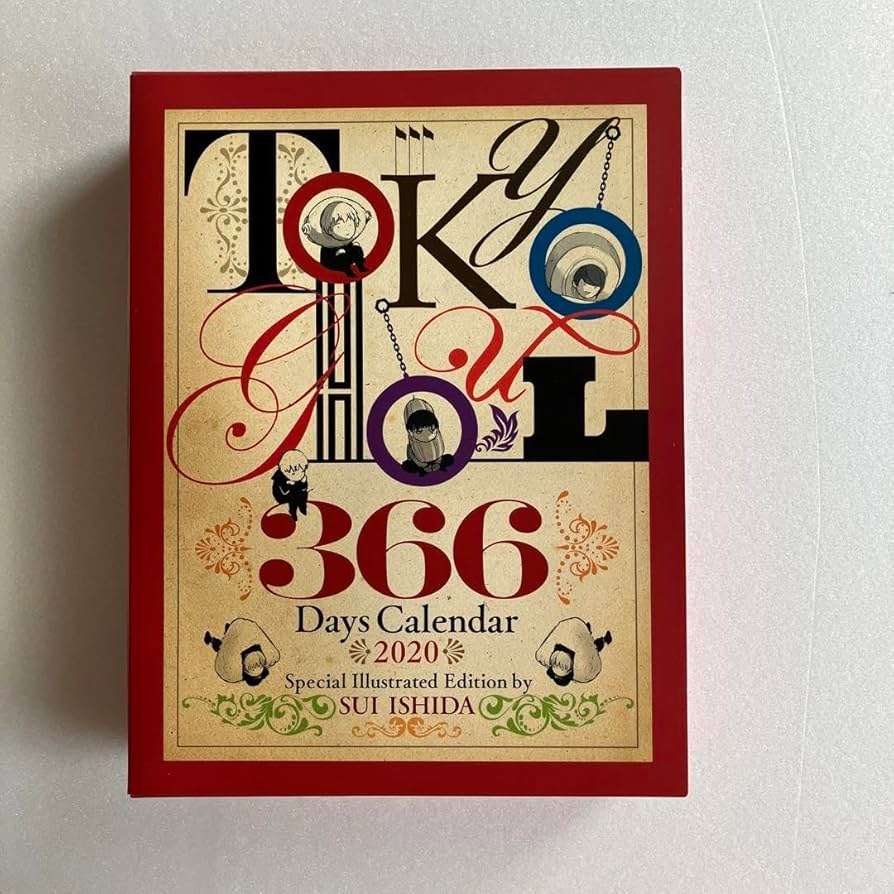 TOKYO
gHOUL
366
Days Calendar
2020
Special Illustrated Edition by
SUI ISHIDA